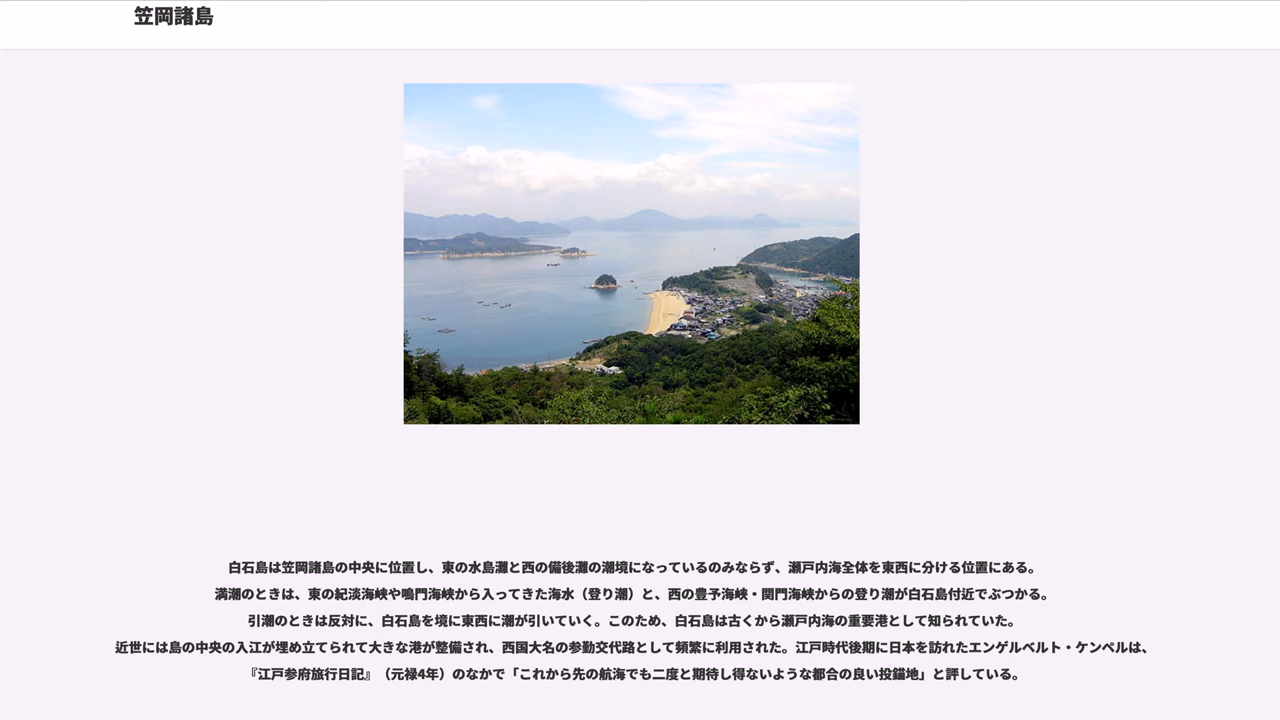 笠岡諸島
白石島は笠岡諸島の中央に位置し、東の水島灘と西の備後灘の潮境になっているのみならず、瀬戸内海全体を東西に分ける位置にある。
満潮のときは、東の紀淡海峡や鳴門海峡から入ってきた海水（登り潮）と、西の豊予海峡・関門海峡からの登り潮が白石島付近でぶつかる。
引潮のときは反対に、白石島を境に東西に潮が引いていく。このため、白石島は古くから瀬戸内海の重要港として知られていた。
近世には島の中央の入江が埋め立てられて大きな港が整備され、西国大名の参勤交代路として頻繁に利用された。江戸時代後期に日本を訪れたエンゲルベルト・ケンペルは、
『江戸参府旅行日記』（元禄4年）のなかで「これから先の航海でも二度と期待し得ないような都合の良い投錨地」と評している。